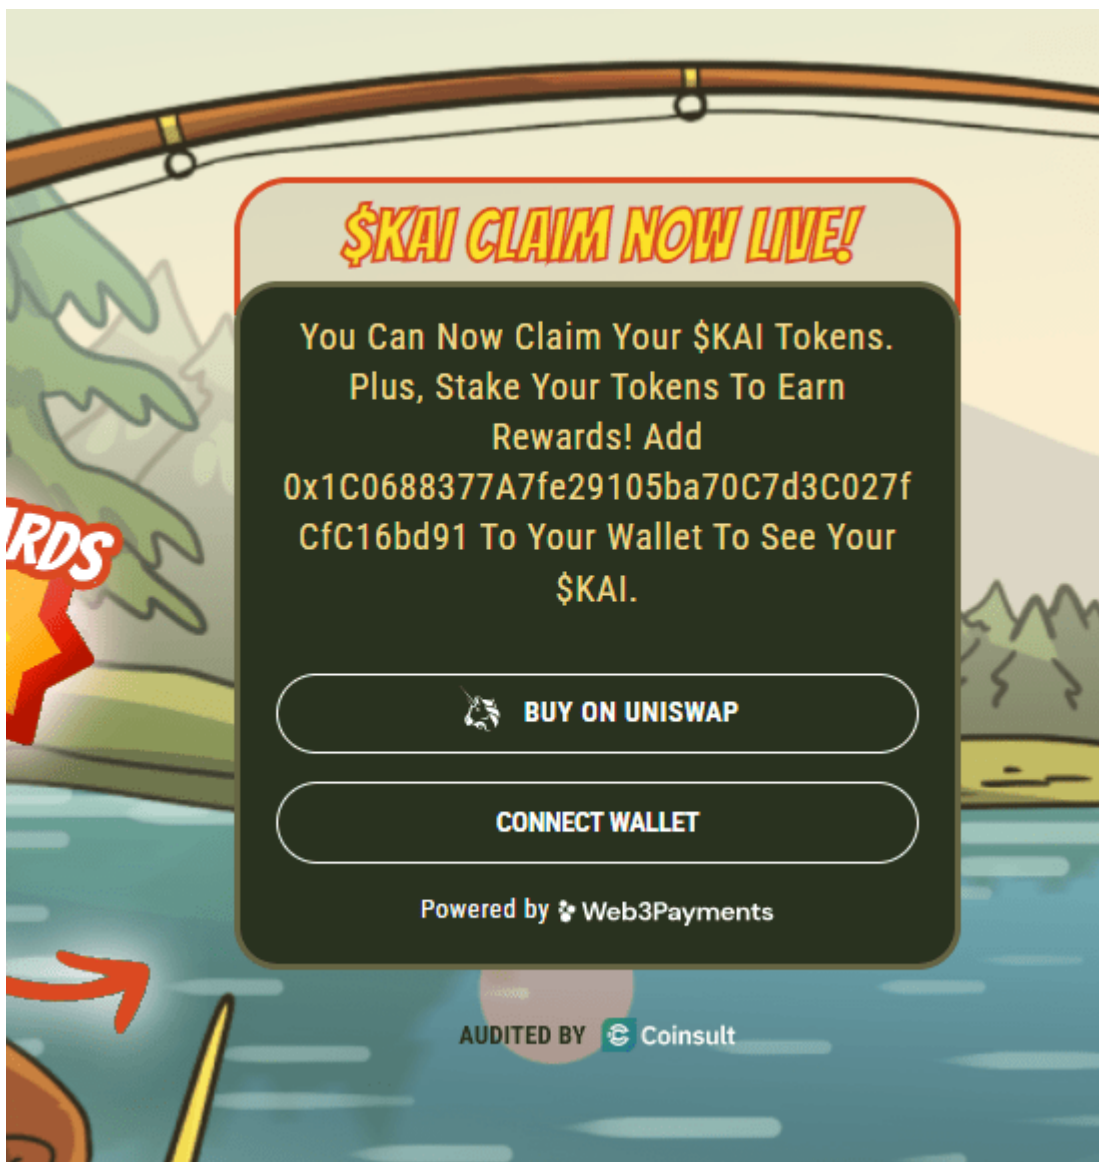 $KAI CLAIM NOW LIVE!
You Can Now Claim Your $KAI Tokens.
Plus, Stake Your Tokens To Earn
Rewards! Add
0x1C0688377A7fe29105ba70C7d3C027f
CfC16bd91 To Your Wallet To See Your
$KAI.
ARDS
BUY ON UNISWAP
CONNECT WALLET
Powered by Web3Payments
AUDITED BY Coinsult